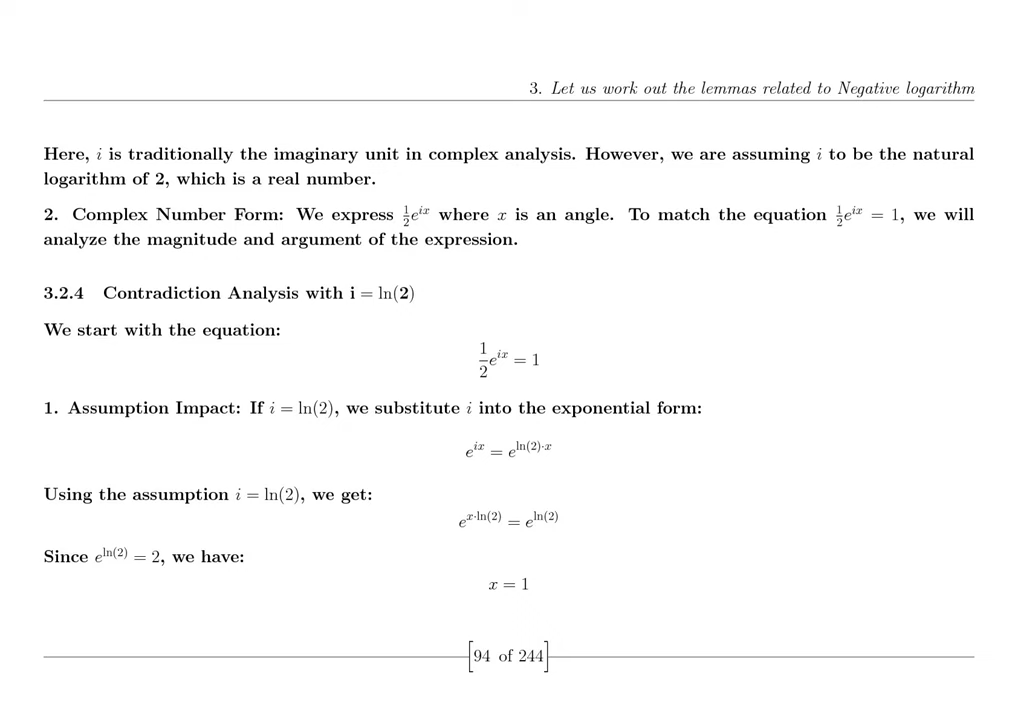 3. Let us work out the lemmas related to Negative logarithm
Here, i is traditionally the imaginary unit in complex analysis. However, we are assuming i to be the natural
logarithm of 2, which is a real number.
2. Complex Number Form: We express \frac{1}{2}e^{ix} where x is an angle. To match the equation \frac{1}{2}e^{ix} = 1, we will
analyze the magnitude and argument of the expression.
3.2.4 Contradiction Analysis with i = ln(2)
We start with the equation:
\frac{1}{2}e^{ix} = 1
1. Assumption Impact: If i = ln(2), we substitute i into the exponential form:
e^{ix} = e^{ln(2)·x}
Using the assumption i = ln(2), we get:
e^{x·ln(2)} = e^{ln(2)}
Since e^{ln(2)} = 2, we have:
x = 1
[94 of 244]